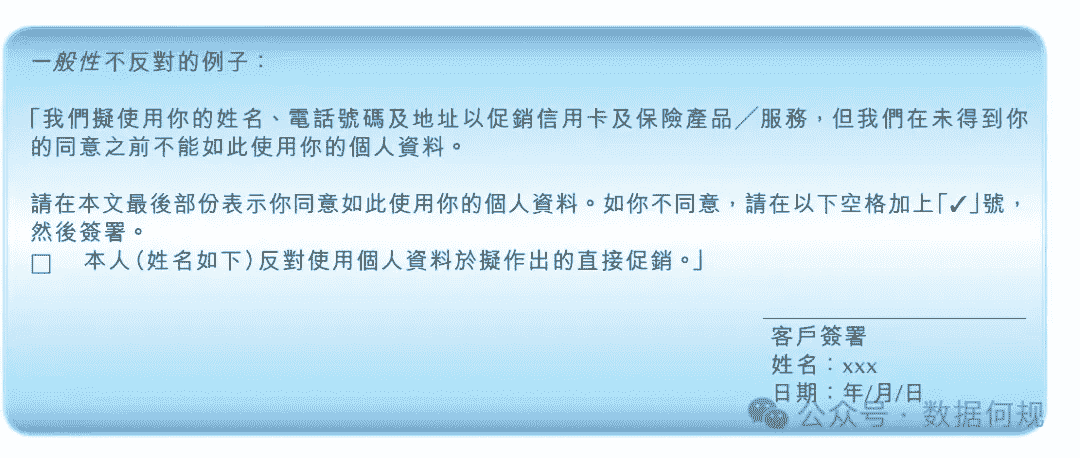 一般性不反對的例子：
「我們擬使用你的姓名、電話號碼及地址以促銷信用卡及保險產品／服務，但我們在未得到你
的同意之前不能如此使用你的個人資料。
請在本文最後部份表示你同意如此使用你的個人資料。如你不同意，請在以下空格加上「✓」號，
然後簽署。
□ 本人（姓名如下）反對使用個人資料於擬作出的直接促銷。」
客戶簽署
姓名：xxx
日期：年/月/日
公众号 · 数据何规